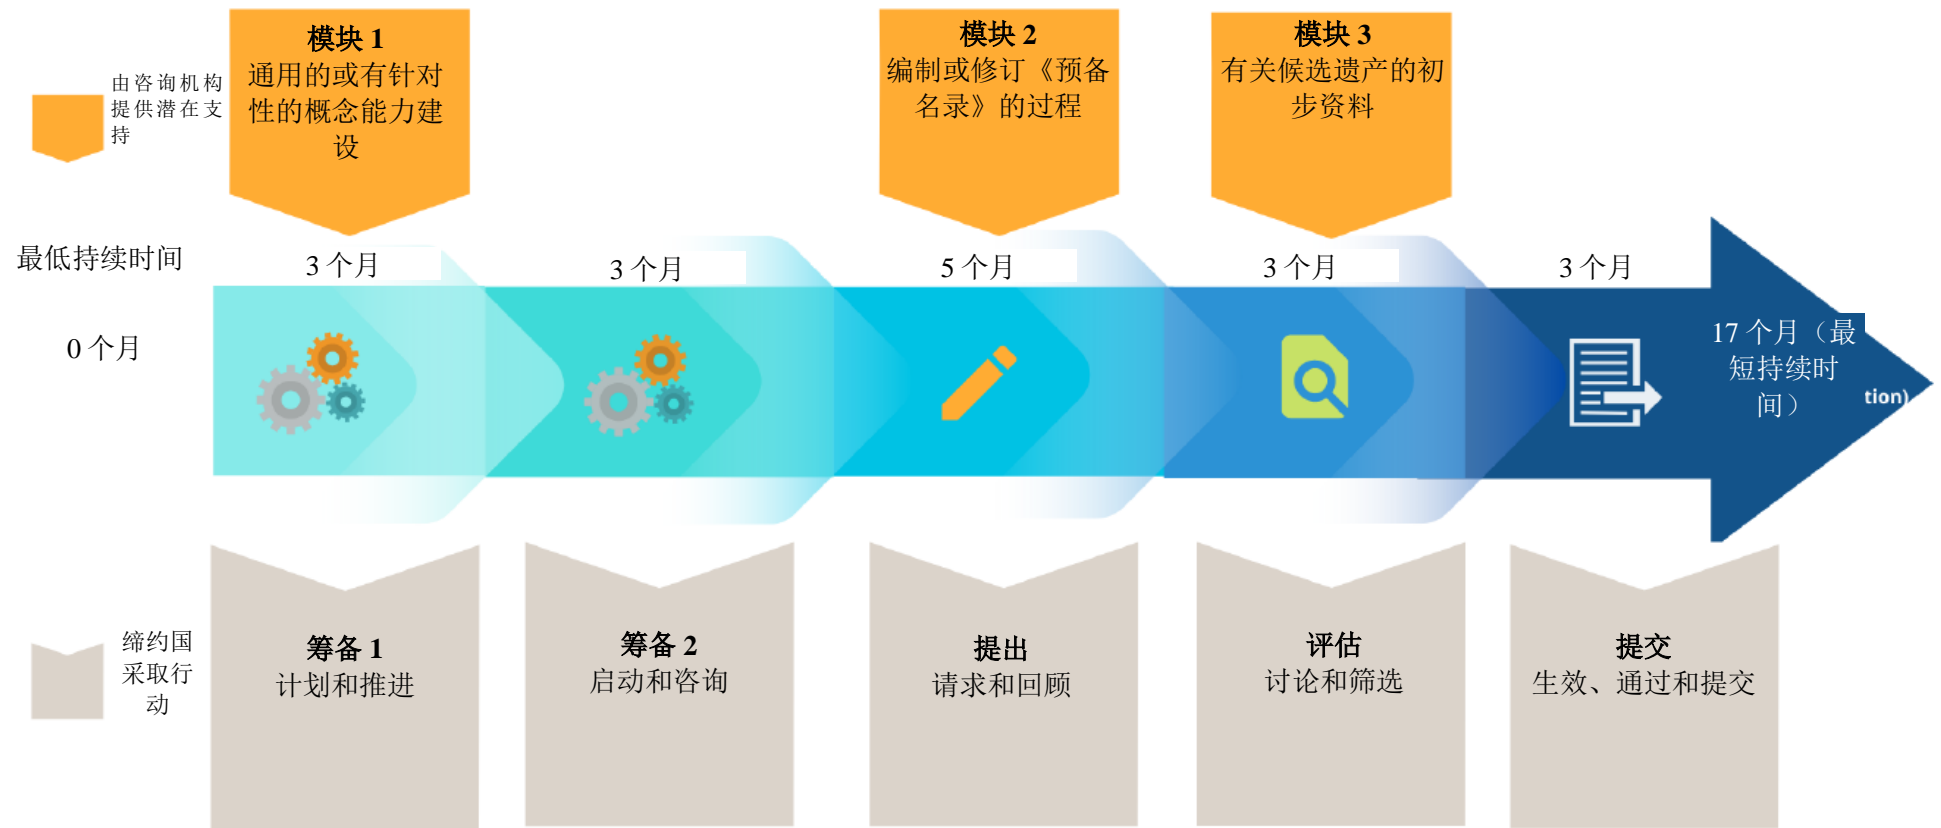 由咨询机构
提供潜在支
持
模块 1
通用的或有针对
性的概念能力建
设
模块 2
编制或修订《预备
名录》的过程
模块 3
有关候选遗产的初
步资料
最低持续时间
3 个月
3 个月
5 个月
3 个月
3 个月
0 个月
17 个月（最
短持续时
间）
tion)
缔约国
采取行
动
筹备 1
计划和推进
筹备 2
启动和咨询
提出
请求和回顾
评估
讨论和筛选
提交
生效、通过和提交